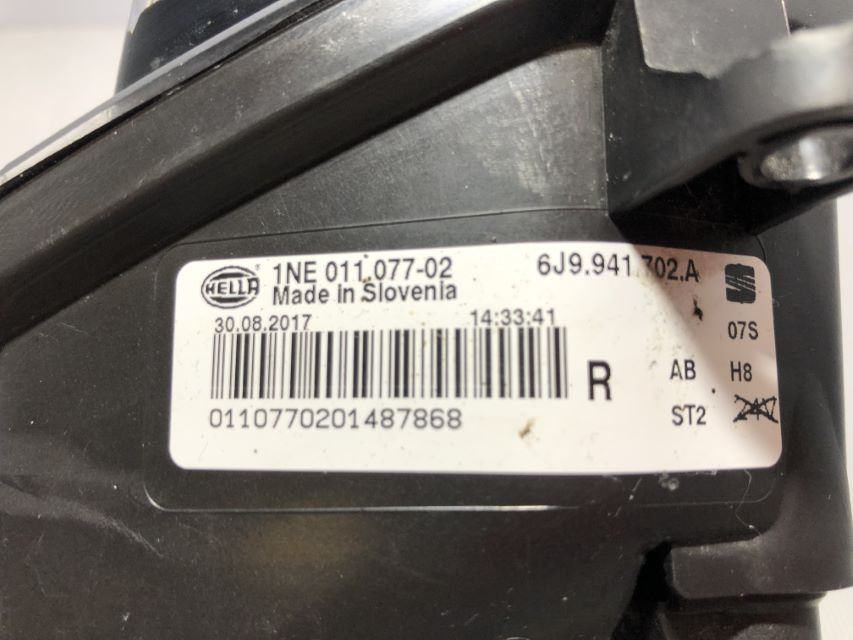 HELLA 1NE 011.077-02 6J9.941.702.A
Made in Slovenia
30.08.2017 14:33:41
07S
R AB H8
0110770201487868 ST2